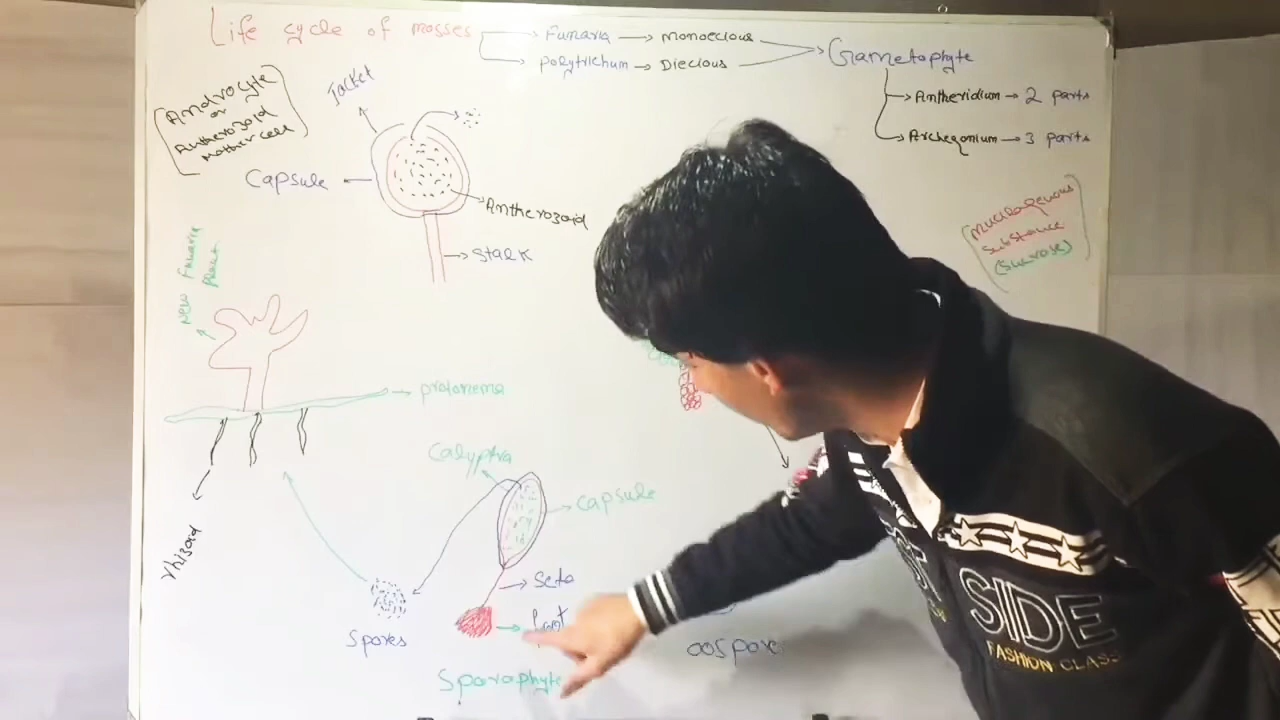 Life cycle of mosses
Funaria → monoecious
polytrichum → Diecious
Gametophyte
Antheridium → 2 parts
Archegonium → 3 parts
Androcyte
or
Antherozoid
mother cell
Jacket
Capsule
Antherozoid
Stalk
Mucilagenous
substance
(sucrose)
New Funaria
plant
protonema
rhizoid
Calyptra
capsule
Seta
Spores
Sporophyte
oospore
SIDE
FASHION CLASS